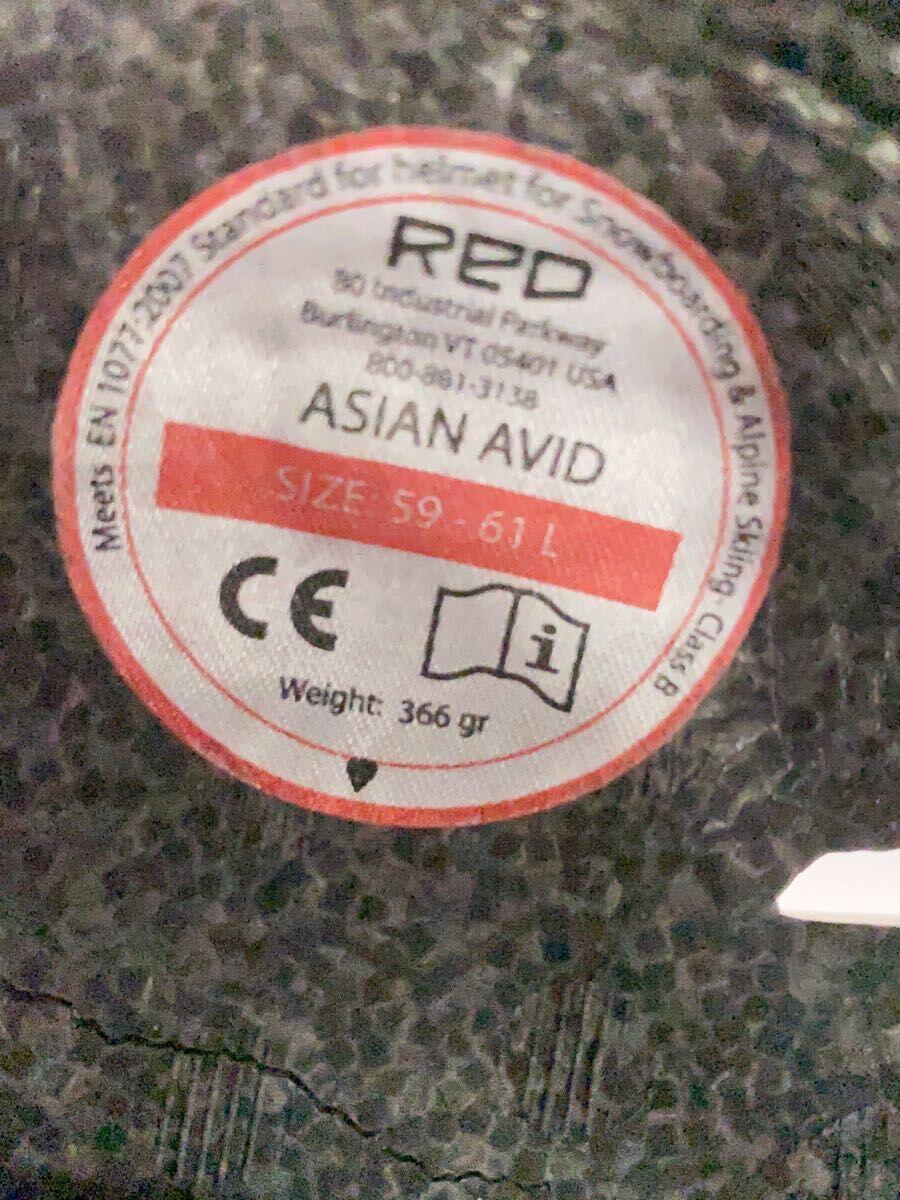 Meets EN 1077:2007 Standard for helmet for Snowboarding & Alpine Skiing Class B
RED
80 Industrial Parkway
Burlington VT 05401 USA
800-881-3138
ASIAN AVID
SIZE: 59 - 61 L
CE
i
Weight: 366 gr